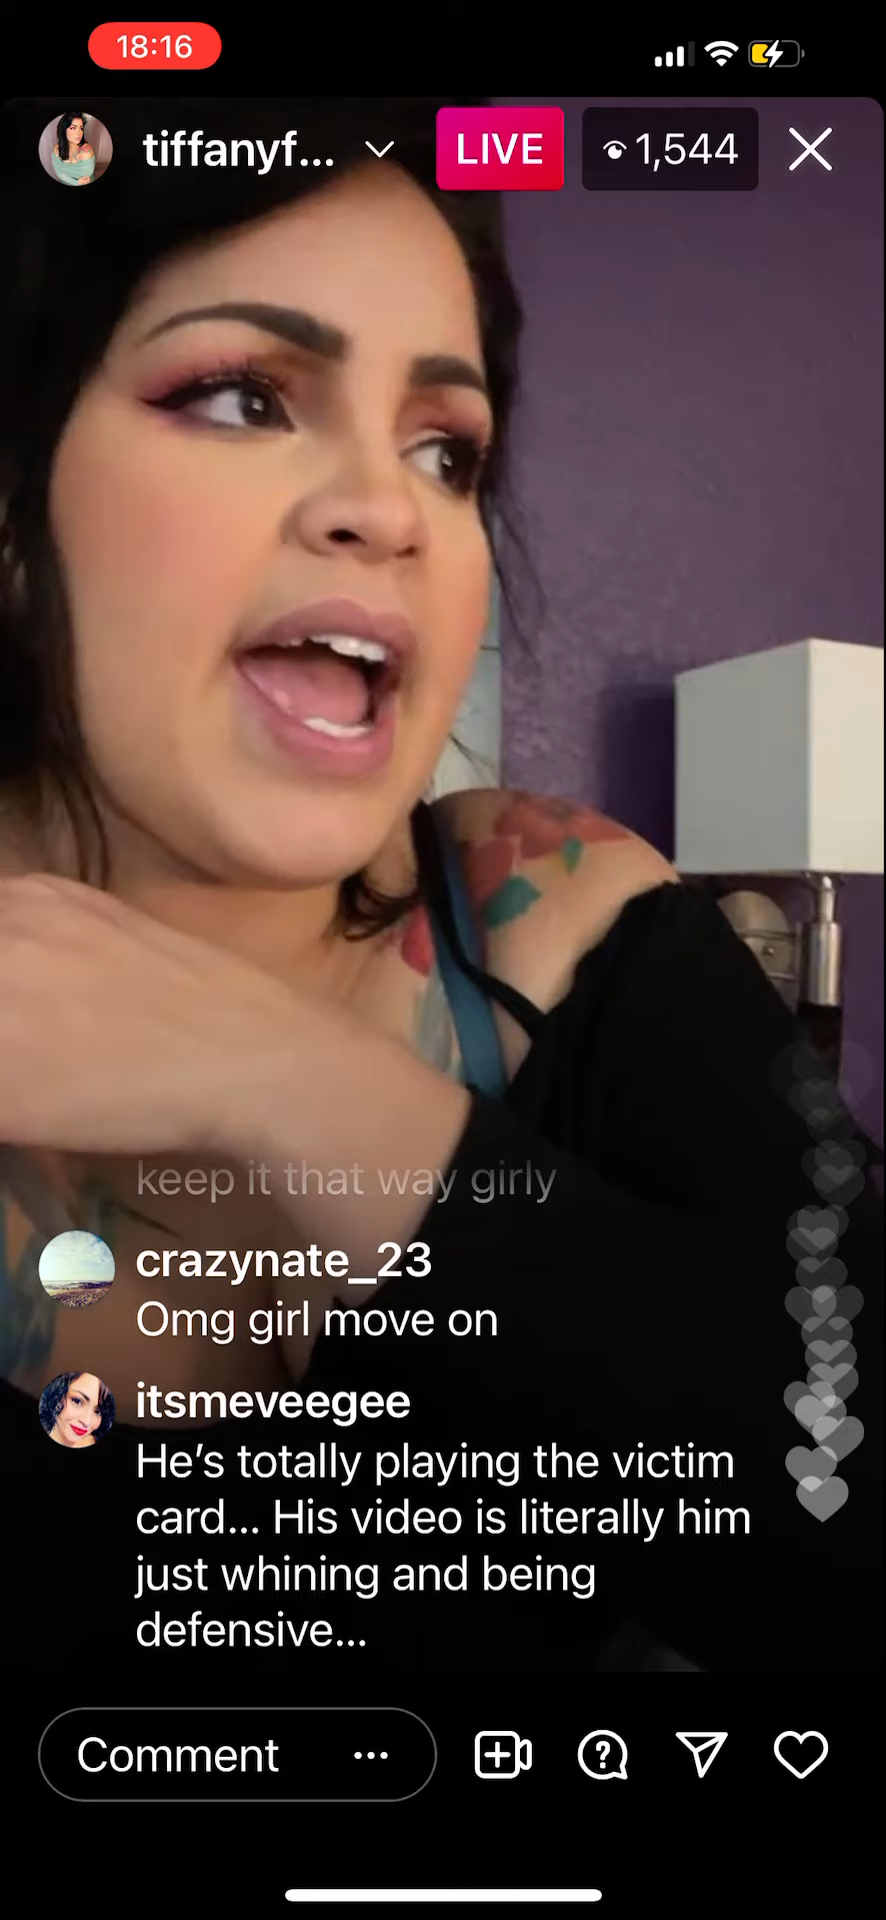 18:16
tiffanyf...
LIVE
1,544
keep it that way girly
crazynate_23
Omg girl move on
itsmeveegee
He's totally playing the victim
card... His video is literally him
just whining and being
defensive...
Comment